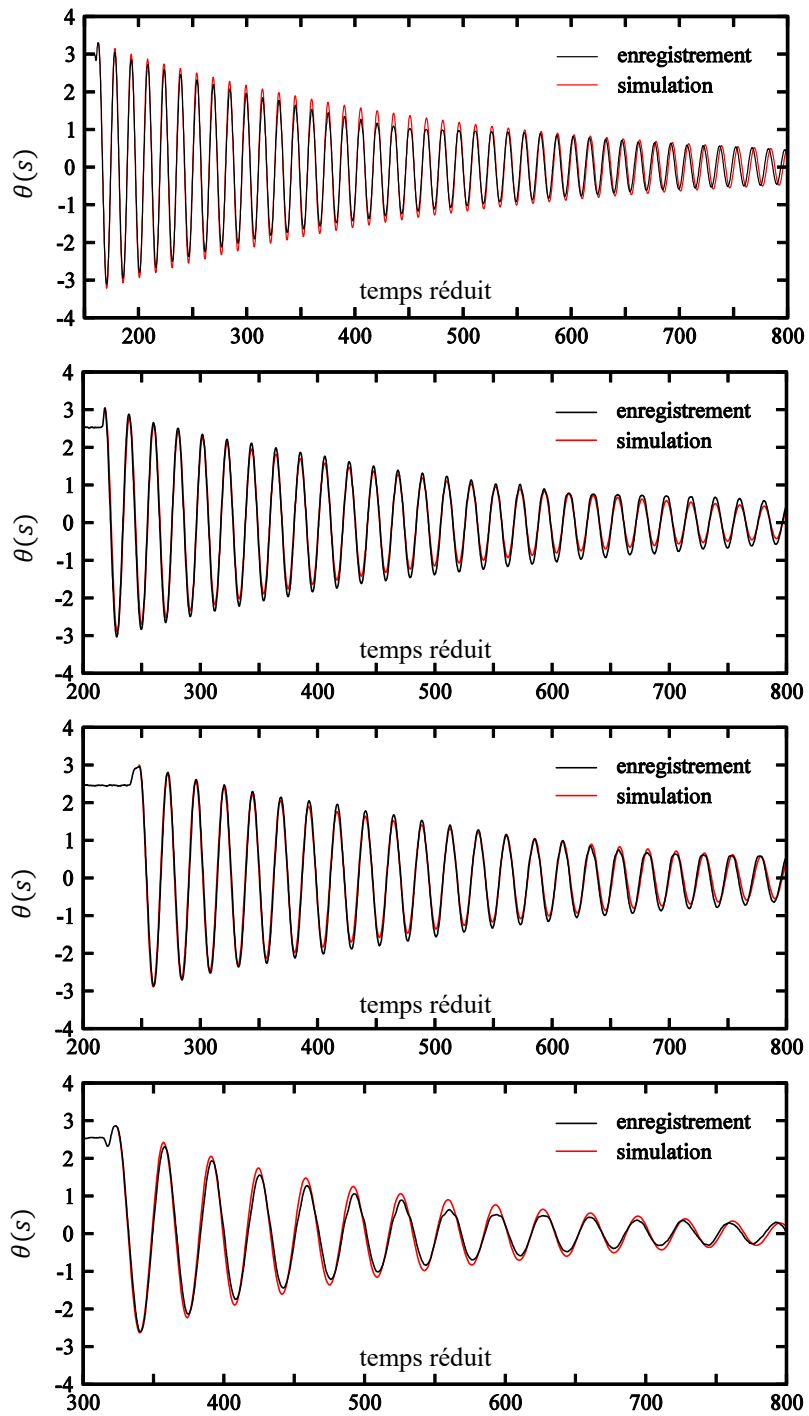 4
3
2
1
0
-1
-2
-3
-4
θ(s)
enregistrement
simulation
temps réduit
200 300 400 500 600 700 800
4
3
2
1
0
-1
-2
-3
-4
θ(s)
enregistrement
simulation
temps réduit
200 300 400 500 600 700 800
4
3
2
1
0
-1
-2
-3
-4
θ(s)
enregistrement
simulation
temps réduit
200 300 400 500 600 700 800
4
3
2
1
0
-1
-2
-3
-4
θ(s)
enregistrement
simulation
temps réduit
300 400 500 600 700 800